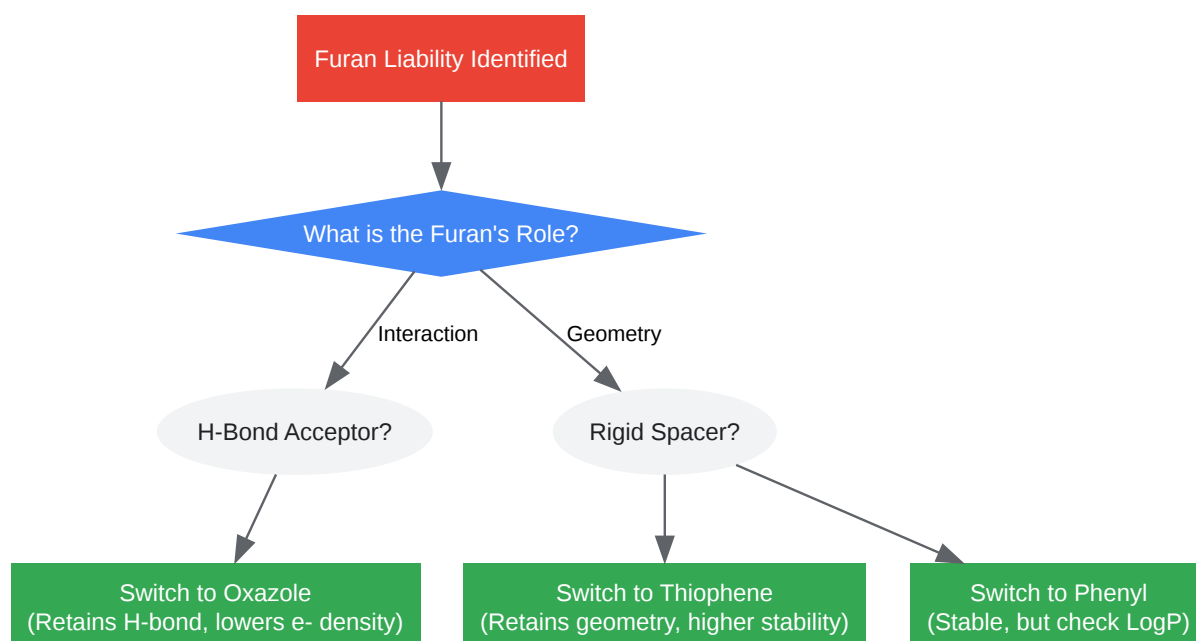 Furan Liability Identified
What is the Furan's Role?
Interaction
Geometry
H-Bond Acceptor?
Rigid Spacer?
Switch to Oxazole
(Retains H-bond, lowers e- density)
Switch to Thiophene
(Retains geometry, higher stability)
Switch to Phenyl
(Stable, but check LogP)